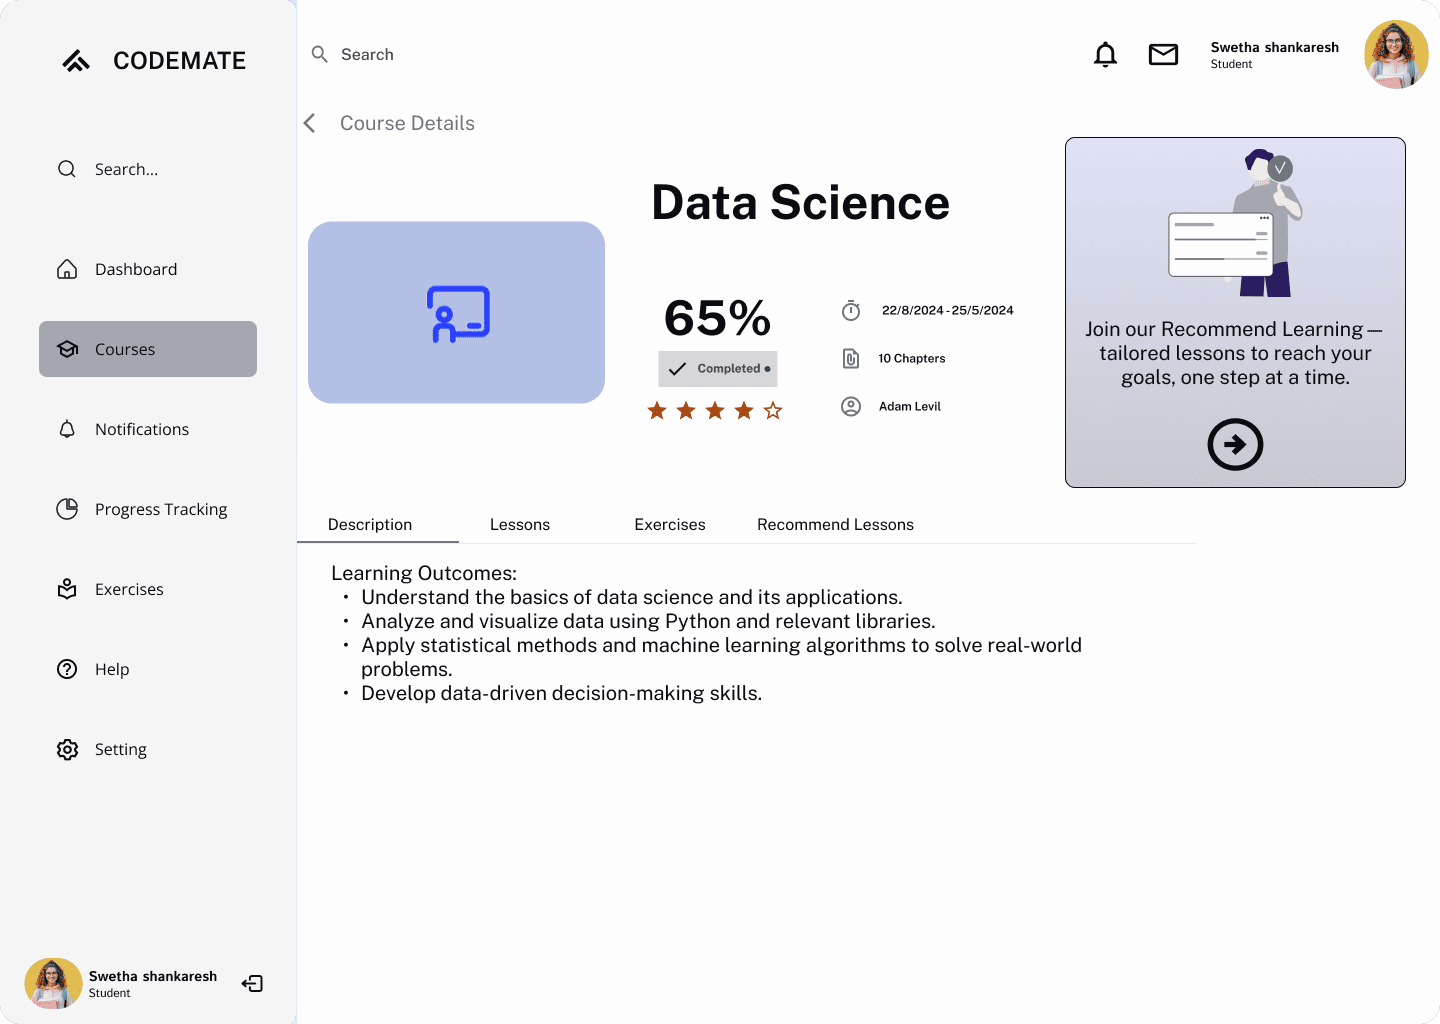 CODEMATE
Search...
Dashboard
Courses
Notifications
Progress Tracking
Exercises
Help
Setting
Swetha shankaresh
Student
Search
Swetha shankaresh
Student
Course Details
Data Science
65%
Completed
22/8/2024-25/5/2024
10 Chapters
Adam Levil
Join our Recommend Learning—
tailored lessons to reach your
goals, one step at a time.
Description
Lessons
Exercises
Recommend Lessons
Learning Outcomes:
• Understand the basics of data science and its applications.
• Analyze and visualize data using Python and relevant libraries.
• Apply statistical methods and machine learning algorithms to solve real-world
problems.
• Develop data-driven decision-making skills.